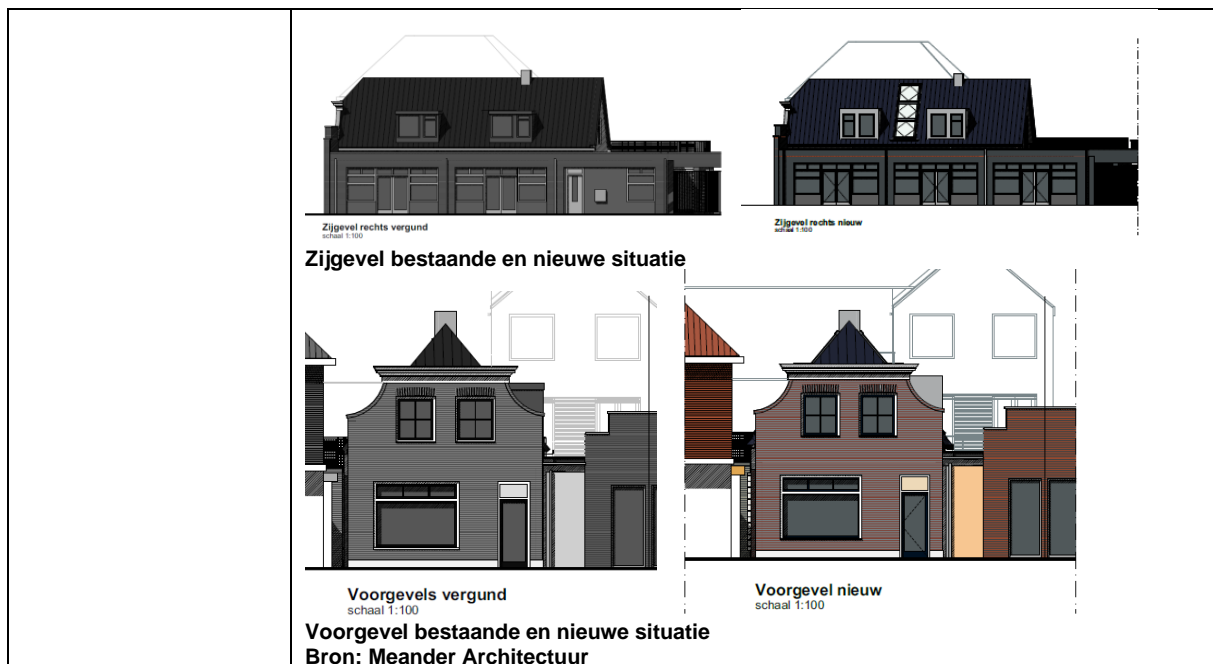 Zijgevel rechts vergund
schaal 1:100
Zijgevel rechts nieuw
schaal 1:100
Zijgevel bestaande en nieuwe situatie
Voorgevels vergund
schaal 1:100
Voorgevel nieuw
schaal 1:100
Voorgevel bestaande en nieuwe situatie
Bron: Meander Architectuur